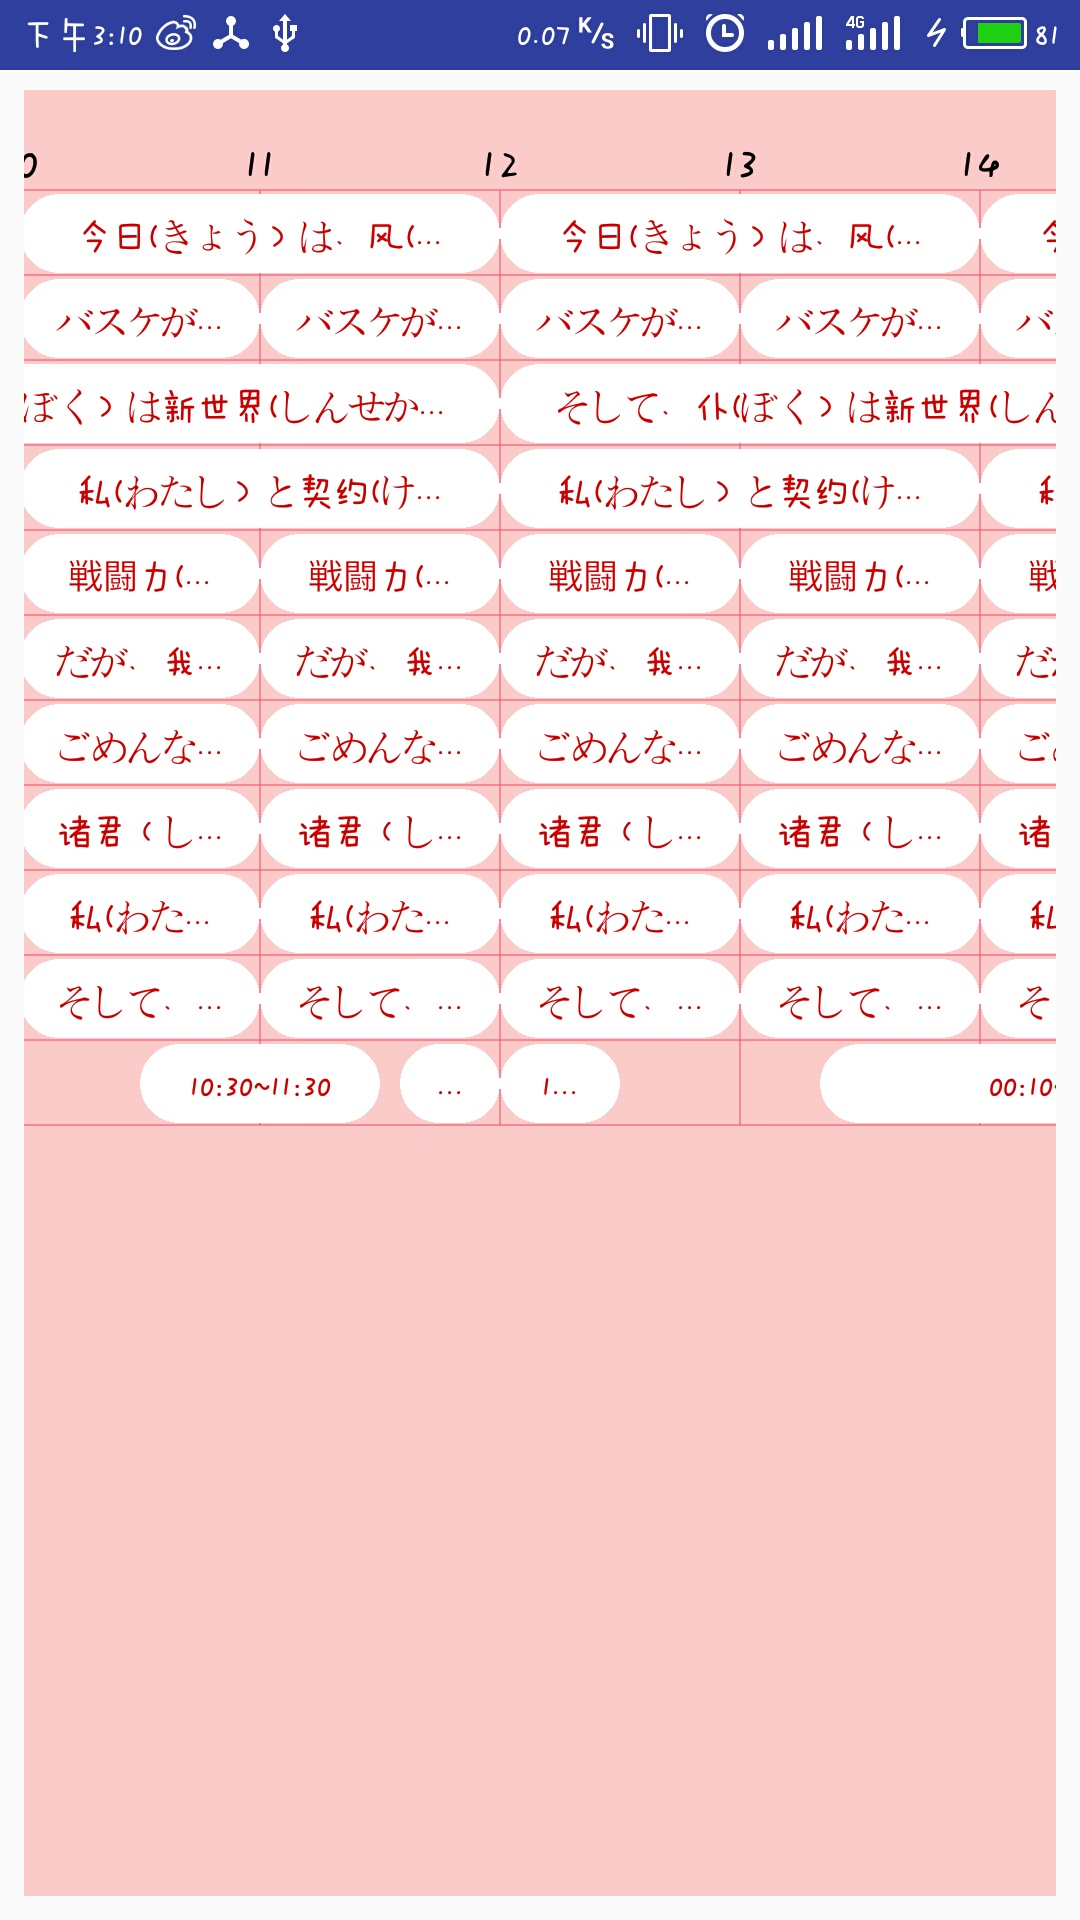 下午3:10 0.07 K/s 4G 81
0 11 12 13 14
今日(きょう)は、风(... 今日(きょう)は、风(...
バスケが... バスケが... バスケが... バスケが... バ
ぼく)は新世界(しんせか... そして、仆(ぼく)は新世界(しん
私(わたし)と契约(け... 私(わたし)と契约(け...
戦闘力(... 戦闘力(... 戦闘力(... 戦闘力(... 戦
だが、我... だが、我... だが、我... だが、我... だ
ごめんな... ごめんな... ごめんな... ごめんな... ご
诸君(し... 诸君(し... 诸君(し... 诸君(し... 诸
私(わた... 私(わた... 私(わた... 私(わた...
そして、... そして、... そして、... そして、... そ
10:30~11:30 ... 1... 00:10